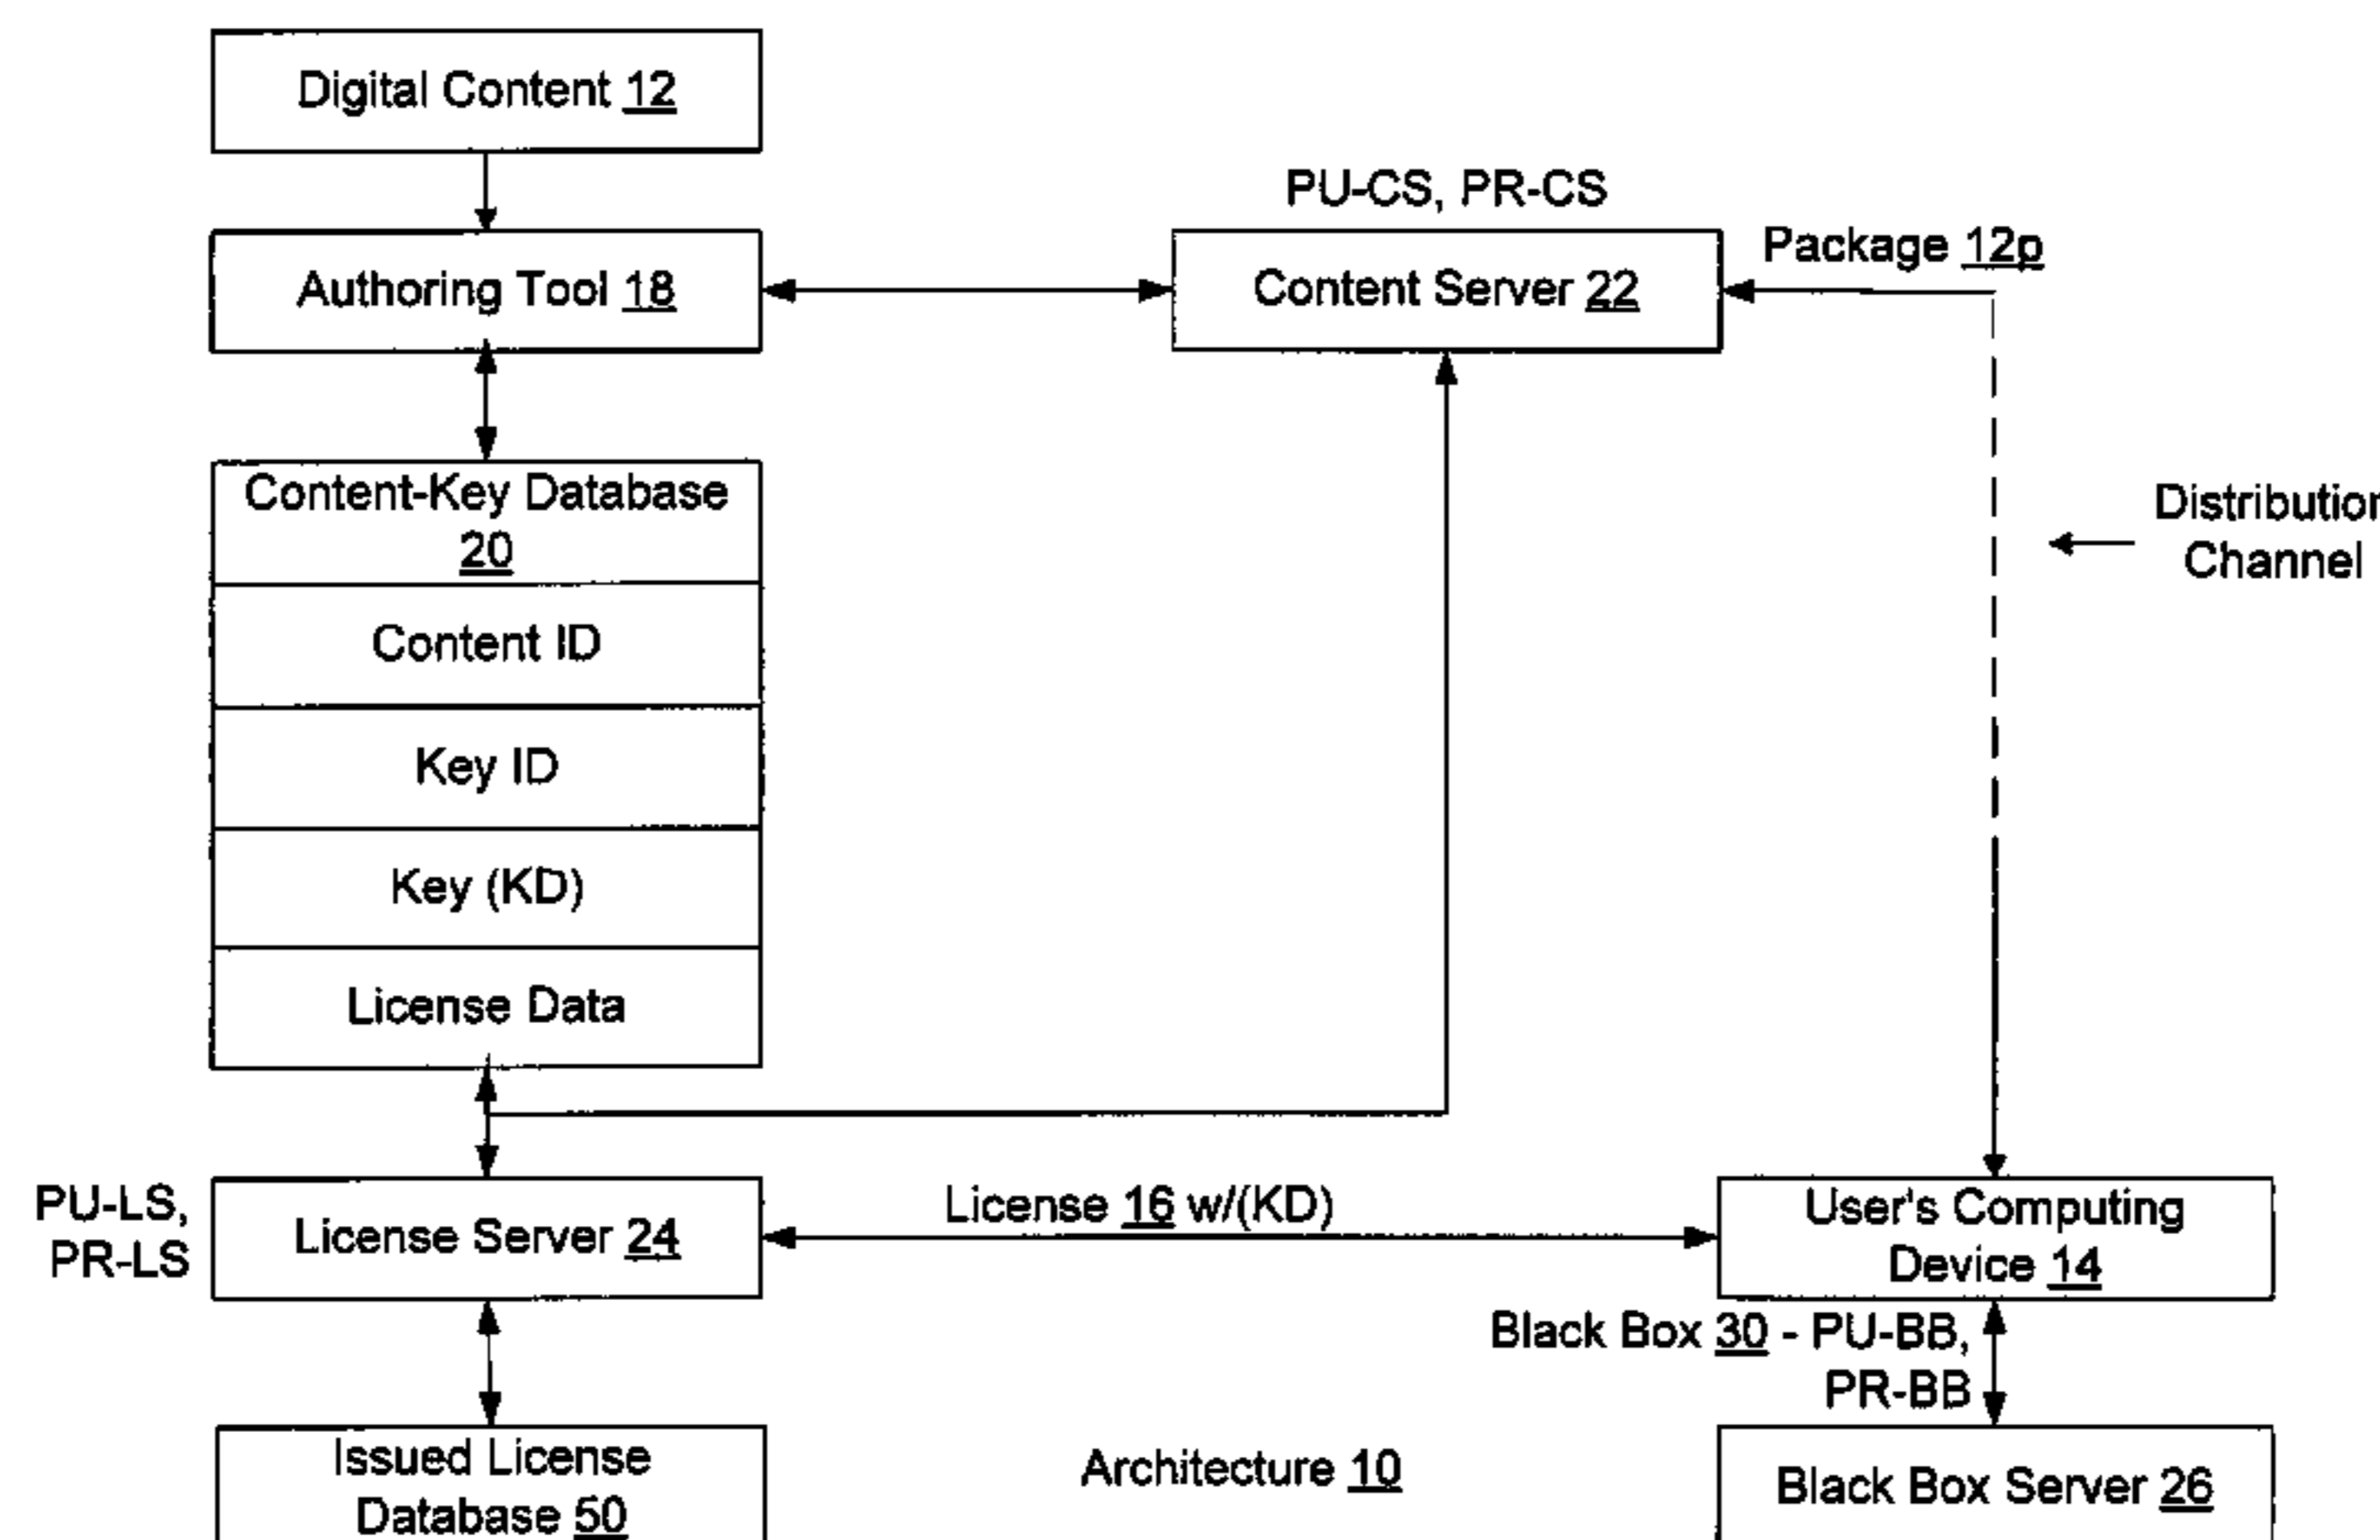 Digital Content 12
PU-CS, PR-CS
Authoring Tool 18
Content Server 22
Package 12p
Content-Key Database
20
Distribution
Channel
Content ID
Key ID
Key (KD)
License Data
PU-LS,
PR-LS
License Server 24
License 16 w/(KD)
User's Computing
Device 14
Black Box 30 - PU-BB,
PR-BB
Issued License
Database 50
Architecture 10
Black Box Server 26